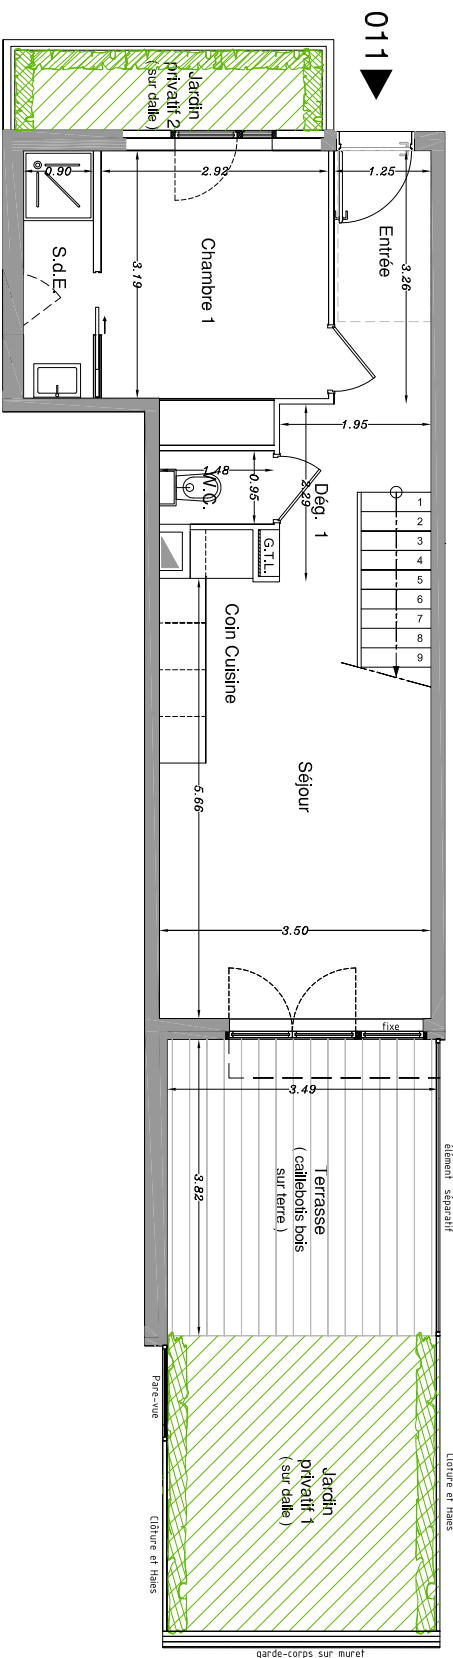 011
Jardin
privatif 2
( sur dalle )
0.90
2.92
1.25
Entrée
3.26
S.d.E.
3.19
Chambre 1
1.95
1.48
W.C.
0.95
2.29
Dég. 1
G.T.L.
1
2
3
4
5
6
7
8
9
Coin Cuisine
Séjour
5.66
3.50
fixe
3.49
élément séparatif
3.82
Terrasse
( caillebotis bois
sur terre )
Pare-vue
Clôture et Haies
Jardin
privatif 1
( sur dalle )
Clôture et Haies
garde-corps sur muret